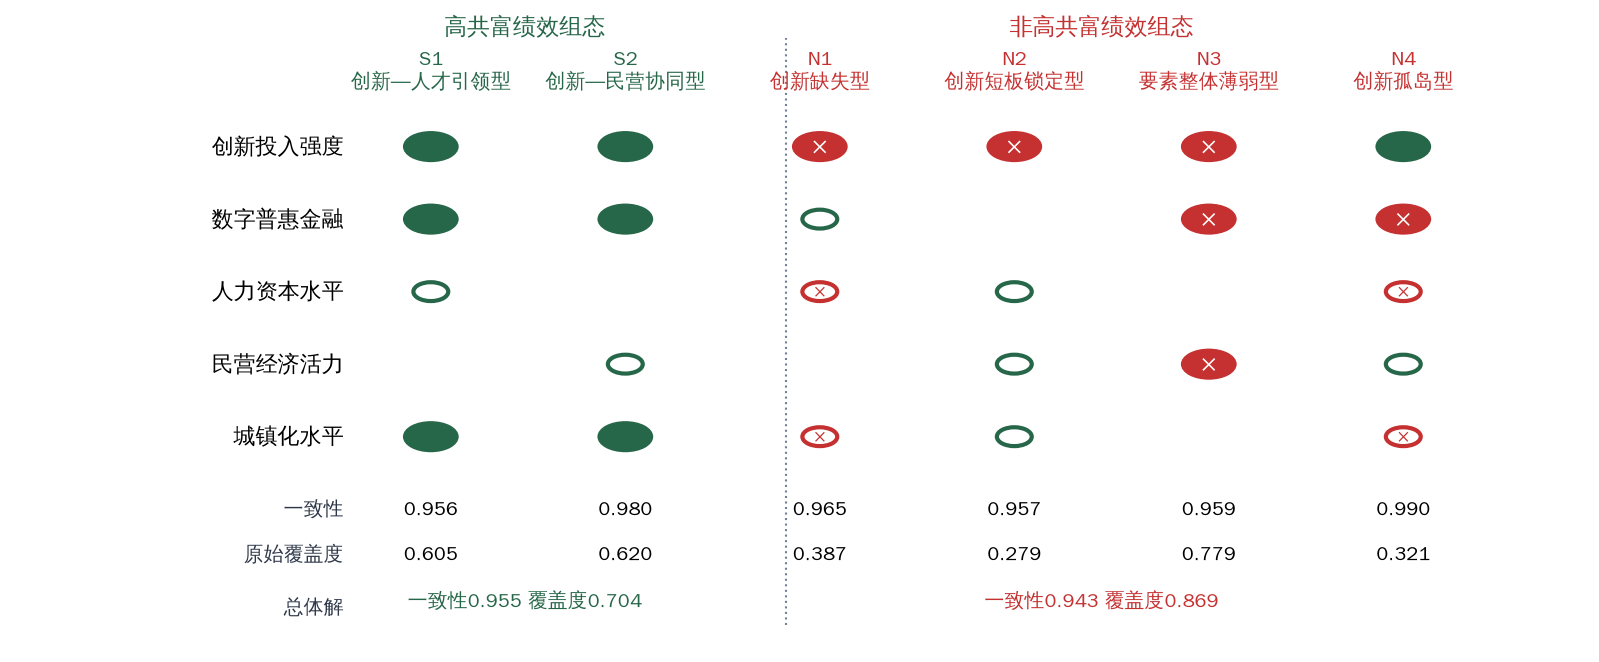 高共富绩效组态 非高共富绩效组态
S1 S2 N1 N2 N3 N4
创新—人才引领型 创新—民营协同型 创新缺失型 创新短板锁定型 要素整体薄弱型 创新孤岛型
创新投入强度
数字普惠金融
人力资本水平
民营经济活力
城镇化水平
一致性 0.956 0.980 0.965 0.957 0.959 0.990
原始覆盖度 0.605 0.620 0.387 0.279 0.779 0.321
总体解 一致性0.955 覆盖度0.704 一致性0.943 覆盖度0.869